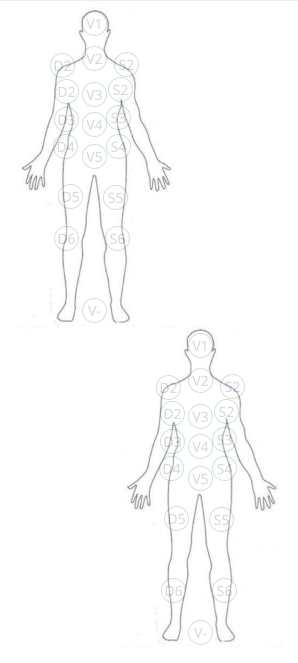 V1
V2
D2 S2
D2 V3 S2
D3 V4 S3
D4 V5 S4
D5 S5
D6 S6
V-
V1
V2
D2 S2
D2 V3 S2
D3 V4 S3
D4 V5 S4
D5 S5
D6 S6
V-